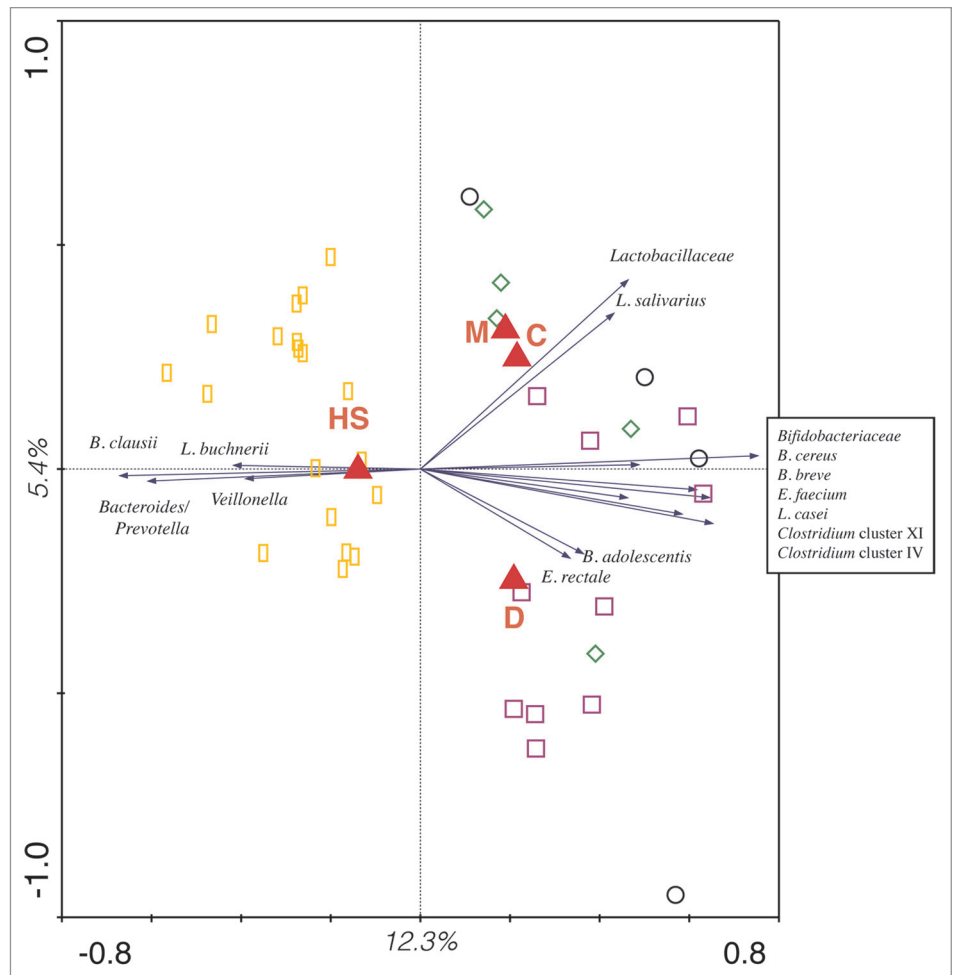 1.0
Lactobacillaceae
L. salivarius
M
C
HS
B. clausii
L. buchnerii
5.4%
Bacteroides/
Prevotella
Veillonella
Bifidobacteriaceae
B. cereus
B. breve
E. faecium
L. casei
Clostridium cluster XI
Clostridium cluster IV
B. adolescentis
E. rectale
D
-1.0
-0.8
12.3%
0.8